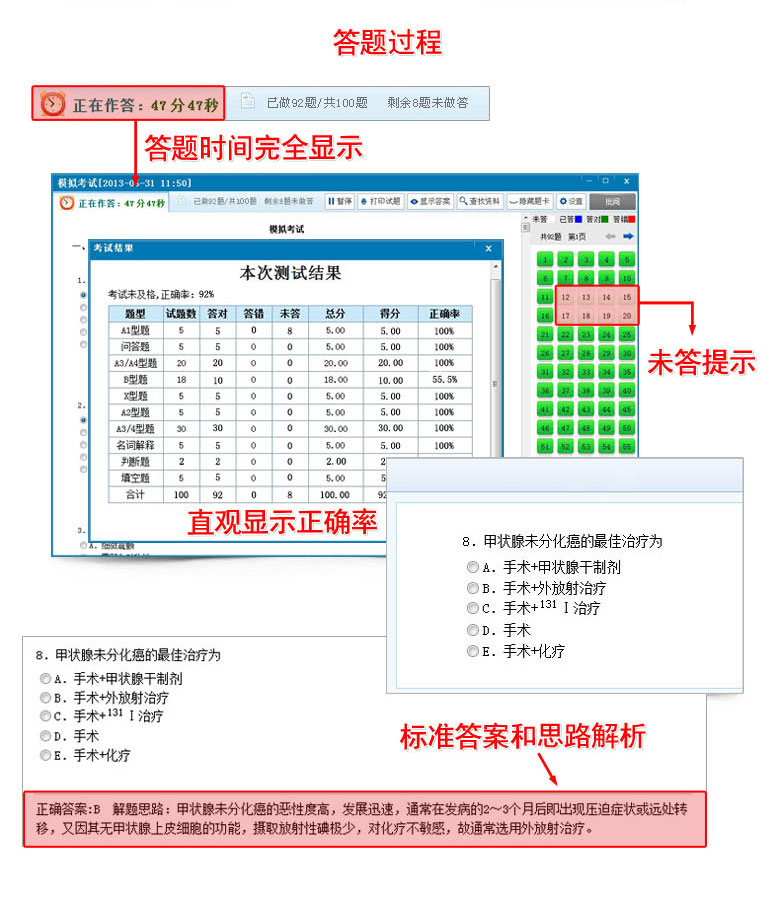 答题过程
正在作答：47分47秒 已做92题/共100题 剩余8题未做答
答题时间完全显示
模拟考试[2013-03-31 11:50]
正在作答：47分47秒 已做92题/共100题 剩余8题未做答 暂停 打印试题 显示答案 查找资料 隐藏题卡 设置
未答 已答 答对 答错
共92题 第1页
模拟考试
一、
考试结果 X
本次测试结果
考试未及格,正确率：92%
题型 试题数 答对 答错 未答 总分 得分 正确率
A1型题 5 5 0 8 5.00 5.00 100%
问答题 5 5 0 0 5.00 5.00 100%
A3/A4型题 20 20 0 0 20.00 20.00 100%
B型题 18 10 0 0 18.00 10.00 55.5%
X型题 5 5 0 0 5.00 5.00 100%
A2型题 5 5 0 0 5.00 5.00 100%
A3/4型题 30 30 0 0 30.00 30.00 100%
名词解释 5 5 0 0 5.00 5.00 100%
判断题 2 2 0 0 2.00 2
填空题 5 5 0 0 5.00 5
合计 100 92 0 8 100.00 92
1.
2.
3.
1 2 3 4 5
6 7 8 9 10
11 12 13 14 15
16 17 18 19 20
21 22 23 24 25
26 27 28 29 30
31 32 33 34 35
36 37 38 39 40
41 42 43 44 45
46 47 48 49 50
51 52 53 54 55
未答提示
直观显示正确率
8. 甲状腺未分化癌的最佳治疗为
A. 手术+甲状腺干制剂
B. 手术+外放射治疗
C. 手术+131Ⅰ治疗
D. 手术
E. 手术+化疗
8. 甲状腺未分化癌的最佳治疗为
A. 手术+甲状腺干制剂
B. 手术+外放射治疗
C. 手术+131Ⅰ治疗
D. 手术
E. 手术+化疗
标准答案和思路解析
正确答案:B 解题思路：甲状腺未分化癌的恶性度高，发展迅速，通常在发病的2～3个月后即出现压迫症状或远处转
移，又因其无甲状腺上皮细胞的功能，摄取放射性碘极少，对化疗不敏感，故通常选用外放射治疗。